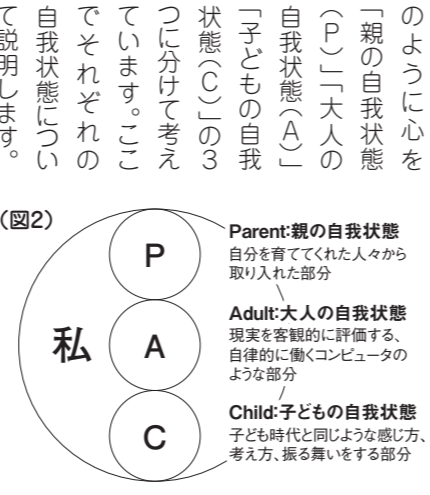 のように心を
「親の自我状態
(P)」「大人の
自我状態(A)」
「子どもの自我
状態(C)」の3
つに分けて考え
ています。ここ
でそれぞれの
自我状態につい
て説明します。
(図2)
私
P
A
C
Parent:親の自我状態
自分を育ててくれた人々から
取り入れた部分
Adult:大人の自我状態
現実を客観的に評価する、
自律的に働くコンピュータの
ような部分
Child:子どもの自我状態
子ども時代と同じような感じ方、
考え方、振る舞いをする部分